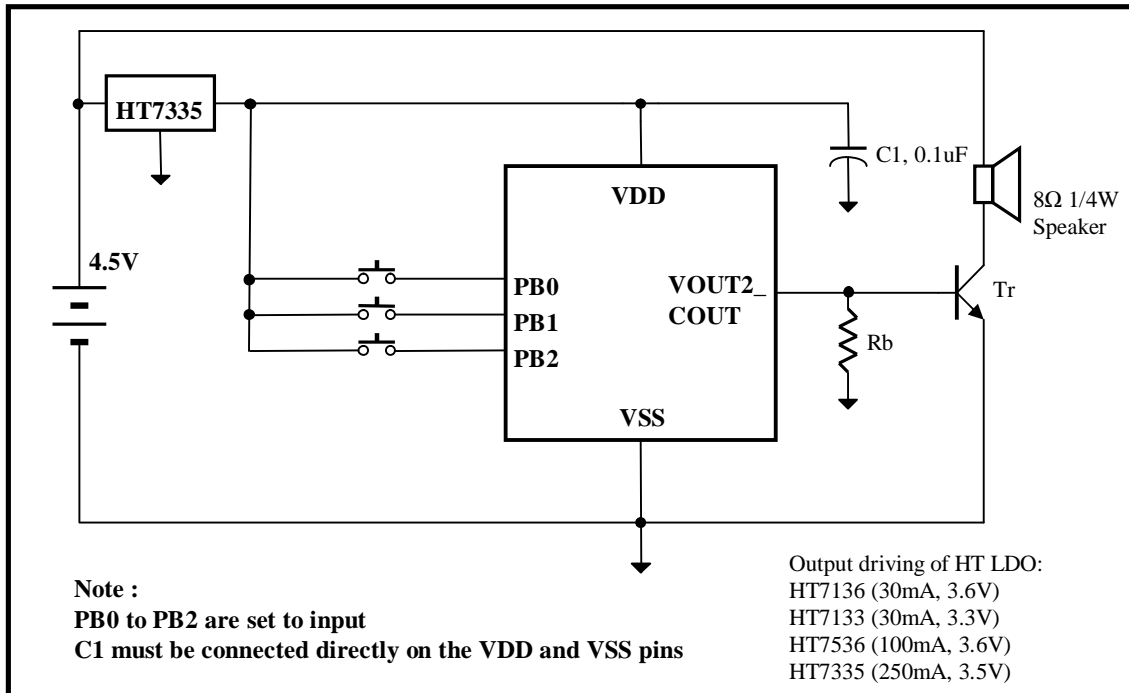 HT7335
C1, 0.1uF
VDD
8Ω 1/4W
Speaker
4.5V
PB0
PB1
PB2
VOUT2_
COUT
Tr
Rb
VSS
Note :
PB0 to PB2 are set to input
C1 must be connected directly on the VDD and VSS pins
Output driving of HT LDO:
HT7136 (30mA, 3.6V)
HT7133 (30mA, 3.3V)
HT7536 (100mA, 3.6V)
HT7335 (250mA, 3.5V)